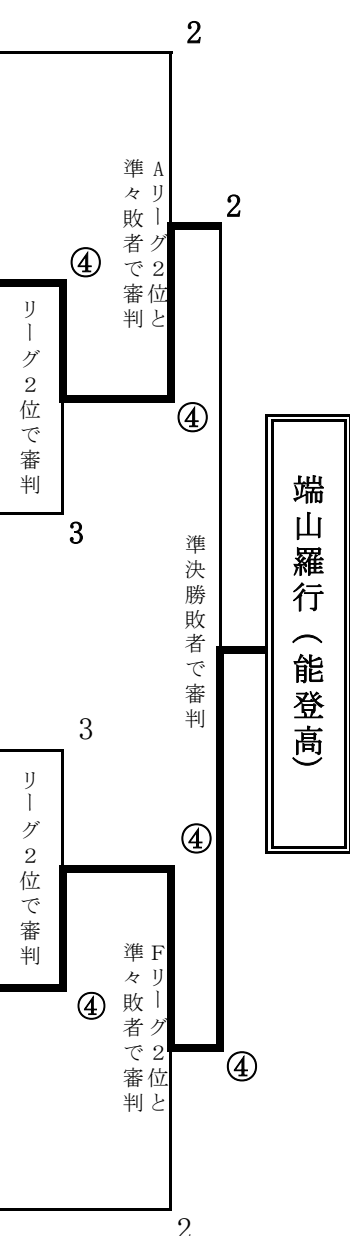 2
Aリーグ2位と
準々敗者で審判
2
④
リーグ2位で審判
④
3
準決勝敗者で審判
端山羅行（能登高）
3
リーグ2位で審判
④
④
Fリーグ2位と
準々敗者で審判
④
2